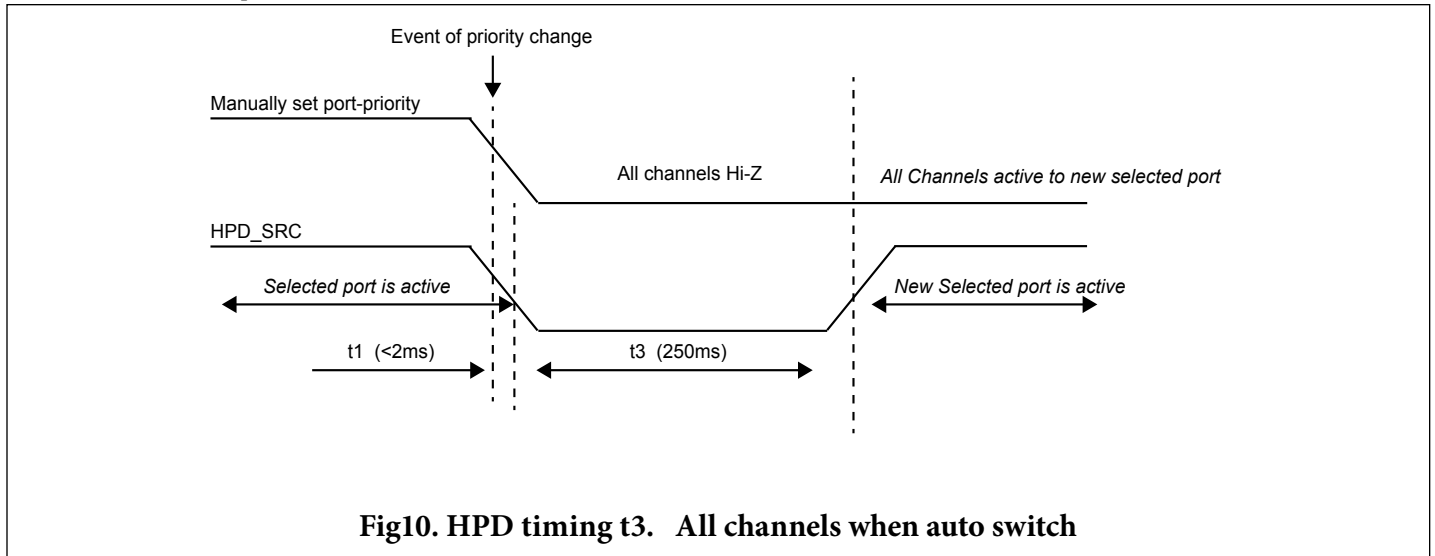 Event of priority change
Manually set port-priority
All channels Hi-Z
All Channels active to new selected port
HPD_SRC
Selected port is active
New Selected port is active
t1 (<2ms)
t3 (250ms)
Fig10. HPD timing t3. All channels when auto switch